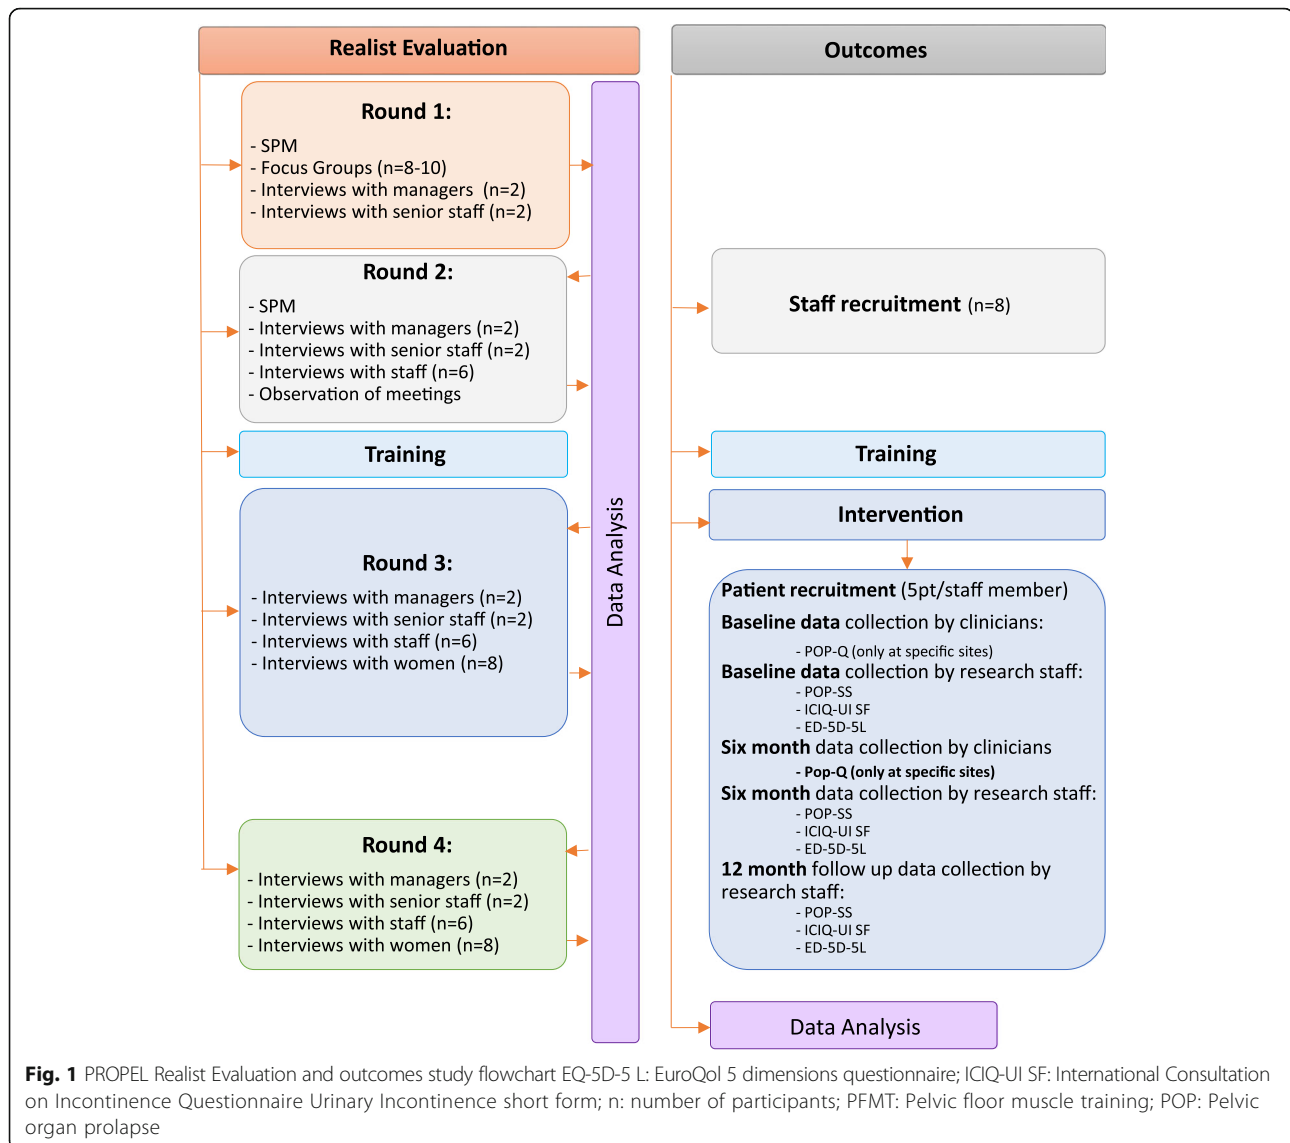 Realist Evaluation
Round 1:
- SPM
- Focus Groups (n=8-10)
- Interviews with managers (n=2)
- Interviews with senior staff (n=2)
Round 2:
- SPM
- Interviews with managers (n=2)
- Interviews with senior staff (n=2)
- Interviews with staff (n=6)
- Observation of meetings
Training
Round 3:
- Interviews with managers (n=2)
- Interviews with senior staff (n=2)
- Interviews with staff (n=6)
- Interviews with women (n=8)
Round 4:
- Interviews with managers (n=2)
- Interviews with senior staff (n=2)
- Interviews with staff (n=6)
- Interviews with women (n=8)
Data Analysis
Outcomes
Staff recruitment (n=8)
Training
Intervention
Patient recruitment (5pt/staff member)
Baseline data collection by clinicians:
- POP-Q (only at specific sites)
Baseline data collection by research staff:
- POP-SS
- ICIQ-UI SF
- ED-5D-5L
Six month data collection by clinicians
- Pop-Q (only at specific sites)
Six month data collection by research staff:
- POP-SS
- ICIQ-UI SF
- ED-5D-5L
12 month follow up data collection by
research staff:
- POP-SS
- ICIQ-UI SF
- ED-5D-5L
Data Analysis
Fig. 1 PROPEL Realist Evaluation and outcomes study flowchart EQ-5D-5 L: EuroQol 5 dimensions questionnaire; ICIQ-UI SF: International Consultation
on Incontinence Questionnaire Urinary Incontinence short form; n: number of participants; PFMT: Pelvic floor muscle training; POP: Pelvic
organ prolapse